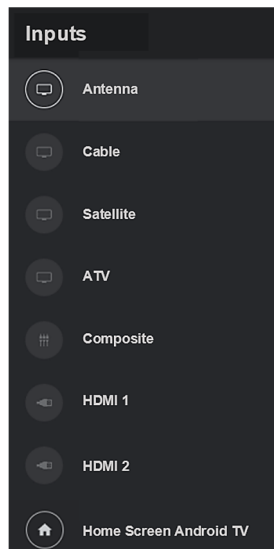 Inputs
Antenna
Cable
Satellite
ATV
Composite
HDMI 1
HDMI 2
Home Screen Android TV